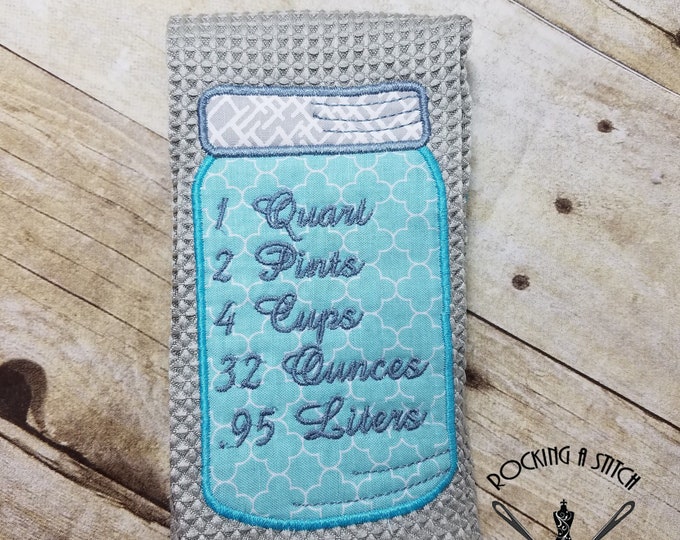 1 Quart
2 Pints
4 Cups
32 Ounces
.95 Liters
ROCKING A STITCH